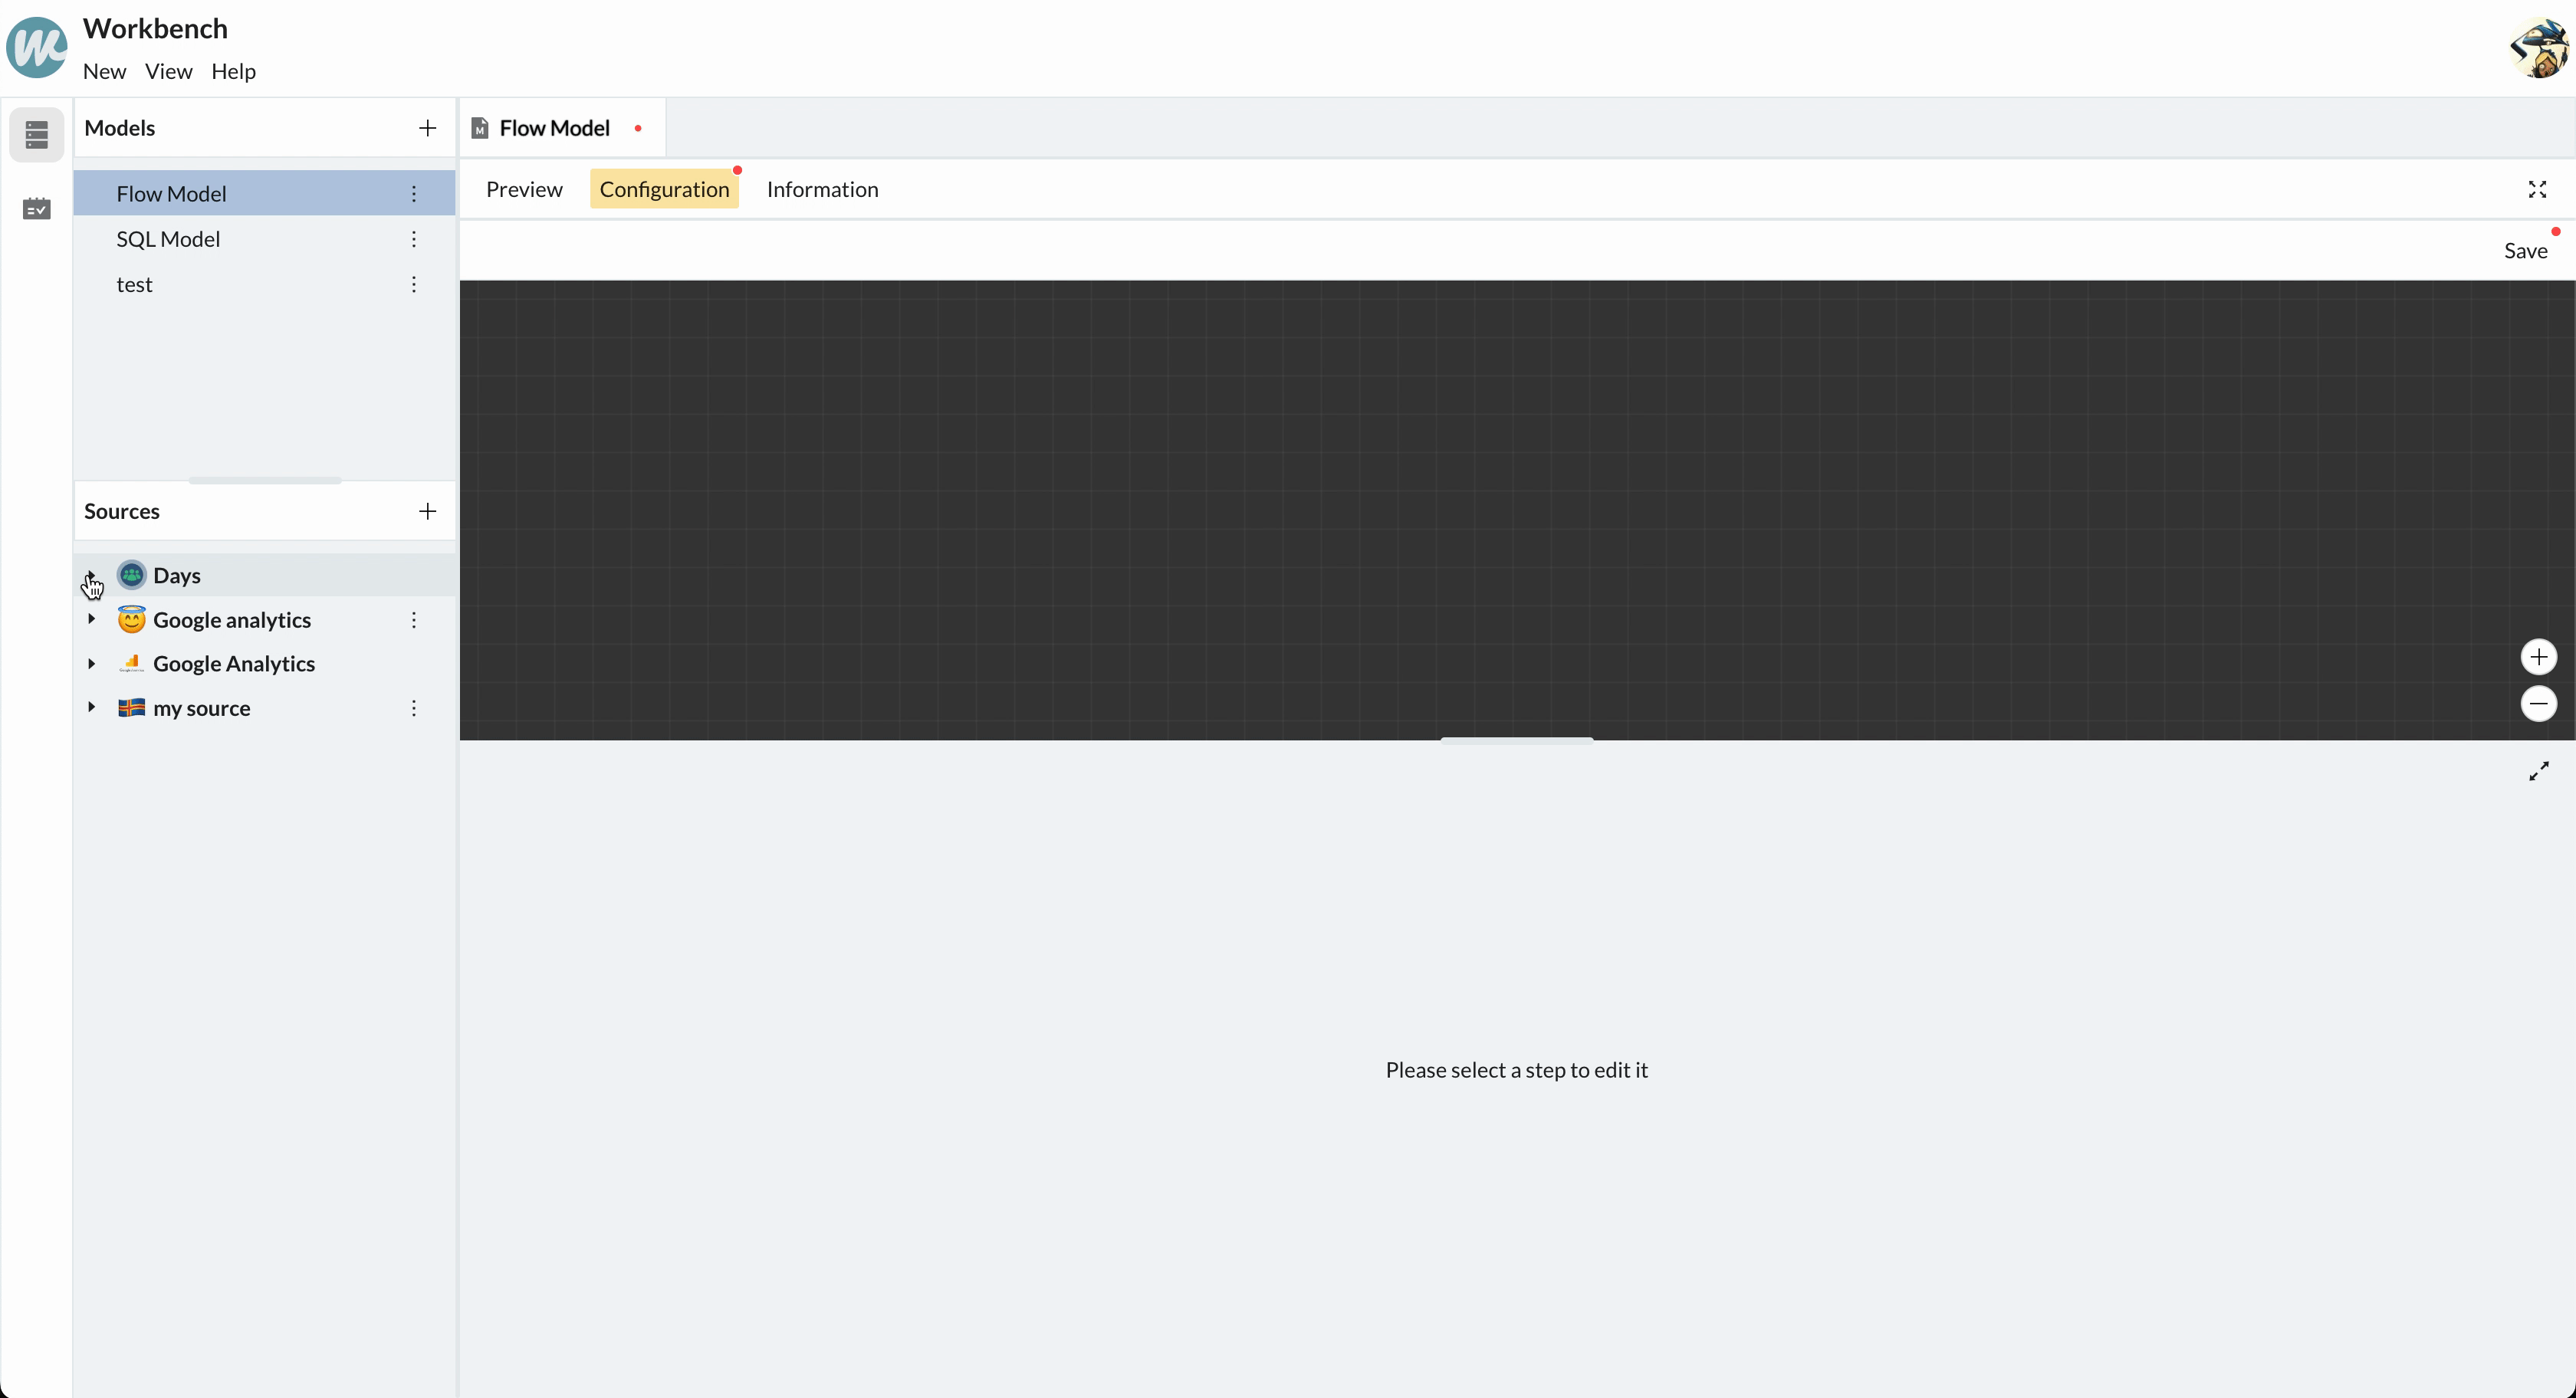 Workbench
New View Help
Models
Flow Model
SQL Model
test
Sources
Days
Google analytics
Google Analytics
my source
Flow Model
Preview Configuration Information
Save
Please select a step to edit it